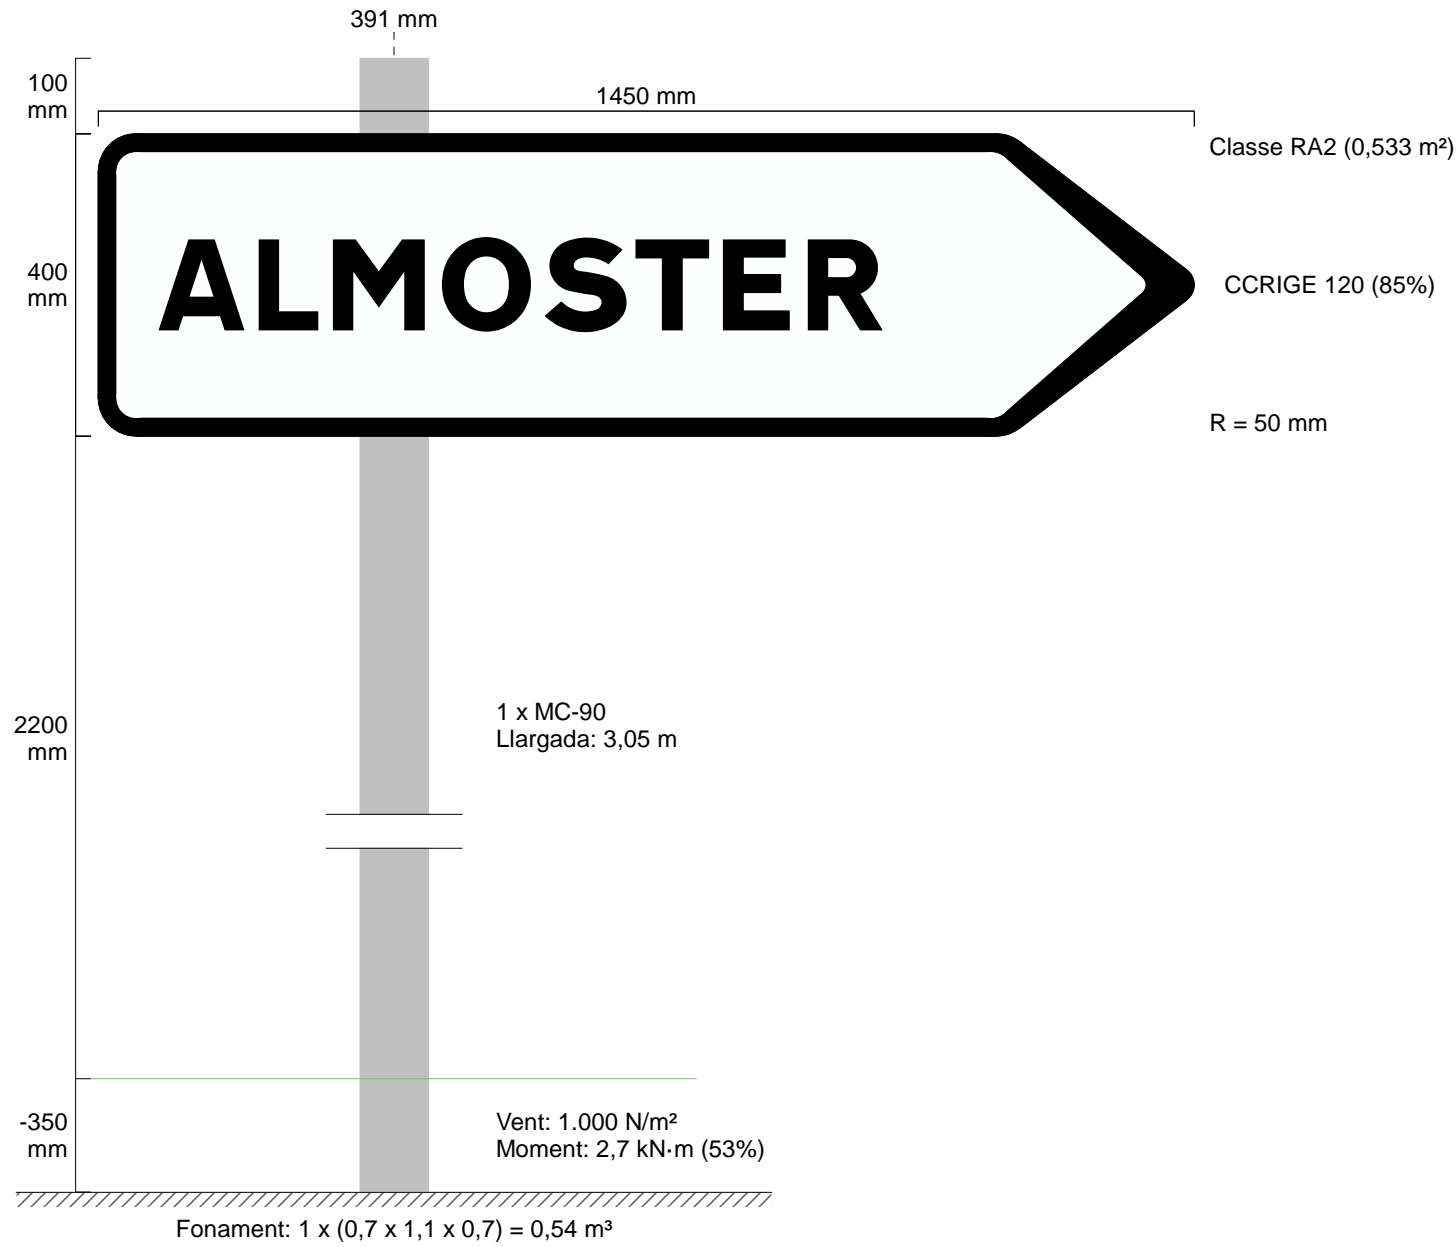 391 mm
100
mm
1450 mm
Classe RA2 (0,533 m²)
ALMOSTER
400
mm
CCRIGE 120 (85%)
R = 50 mm
2200
mm
1 x MC-90
Llargada: 3,05 m
-350
mm
Vent: 1.000 N/m²
Moment: 2,7 kN·m (53%)
Fonament: 1 x (0,7 x 1,1 x 0,7) = 0,54 m³